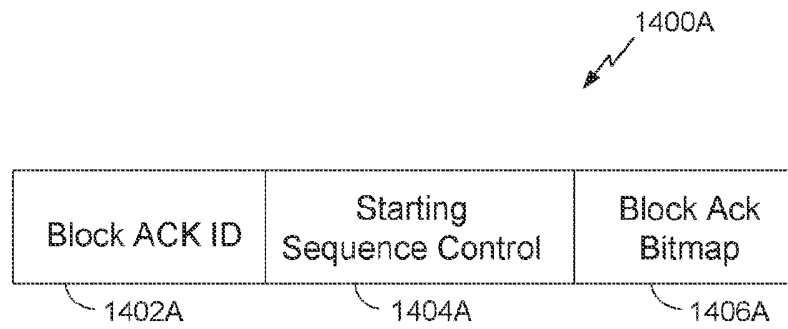 1400A
Block ACK ID
Starting
Sequence Control
Block Ack
Bitmap
1402A
1404A
1406A